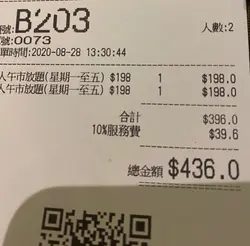 號:B203 人數:2
號:0073
單時間:2020-08-28 13:30:44
人午市放題(星期一至五) $198 1 $198.0
人午市放題(星期一至五) $198 1 $198.0
合計 $396.0
10%服務費 $39.6
總金額 $436.0